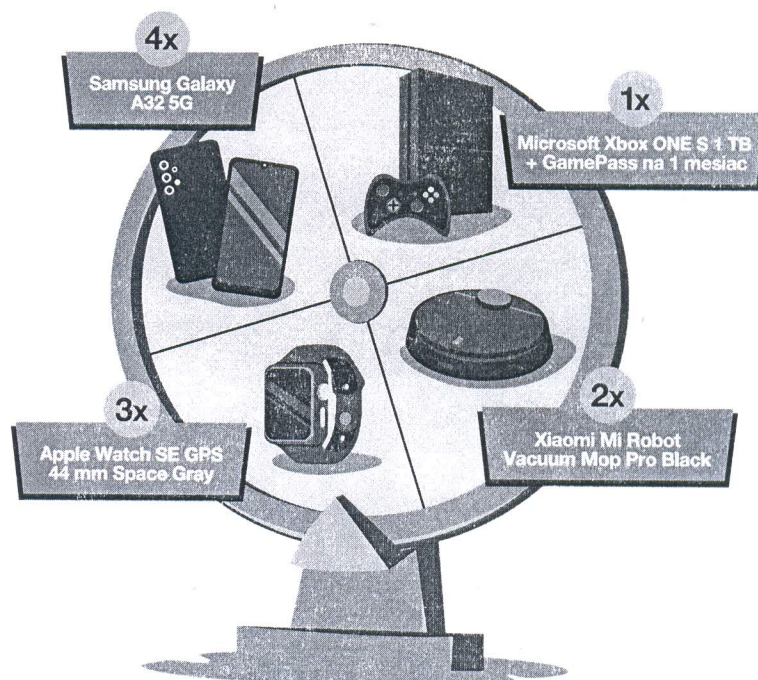 4x
Samsung Galaxy
A32 5G
1x
Microsoft Xbox ONE S 1 TB
+ GamePass na 1 mesiac
3x
Apple Watch SE GPS
44 mm Space Gray
2x
Xiaomi Mi Robot
Vacuum Mop Pro Black